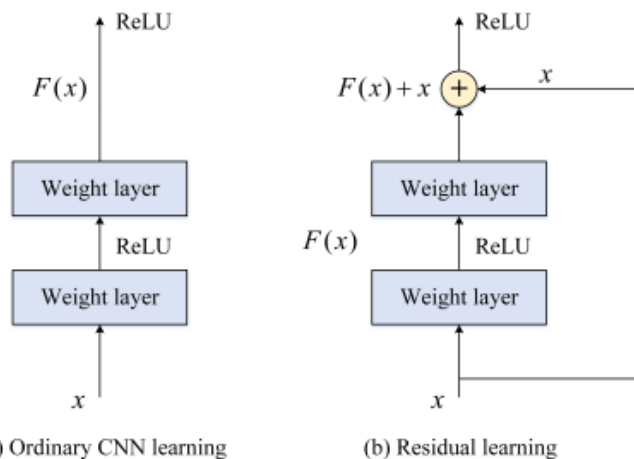 ReLU
F(x)
Weight layer
ReLU
Weight layer
x
) Ordinary CNN learning
ReLU
F(x) + x
+
x
Weight layer
F(x)
ReLU
Weight layer
x
(b) Residual learning